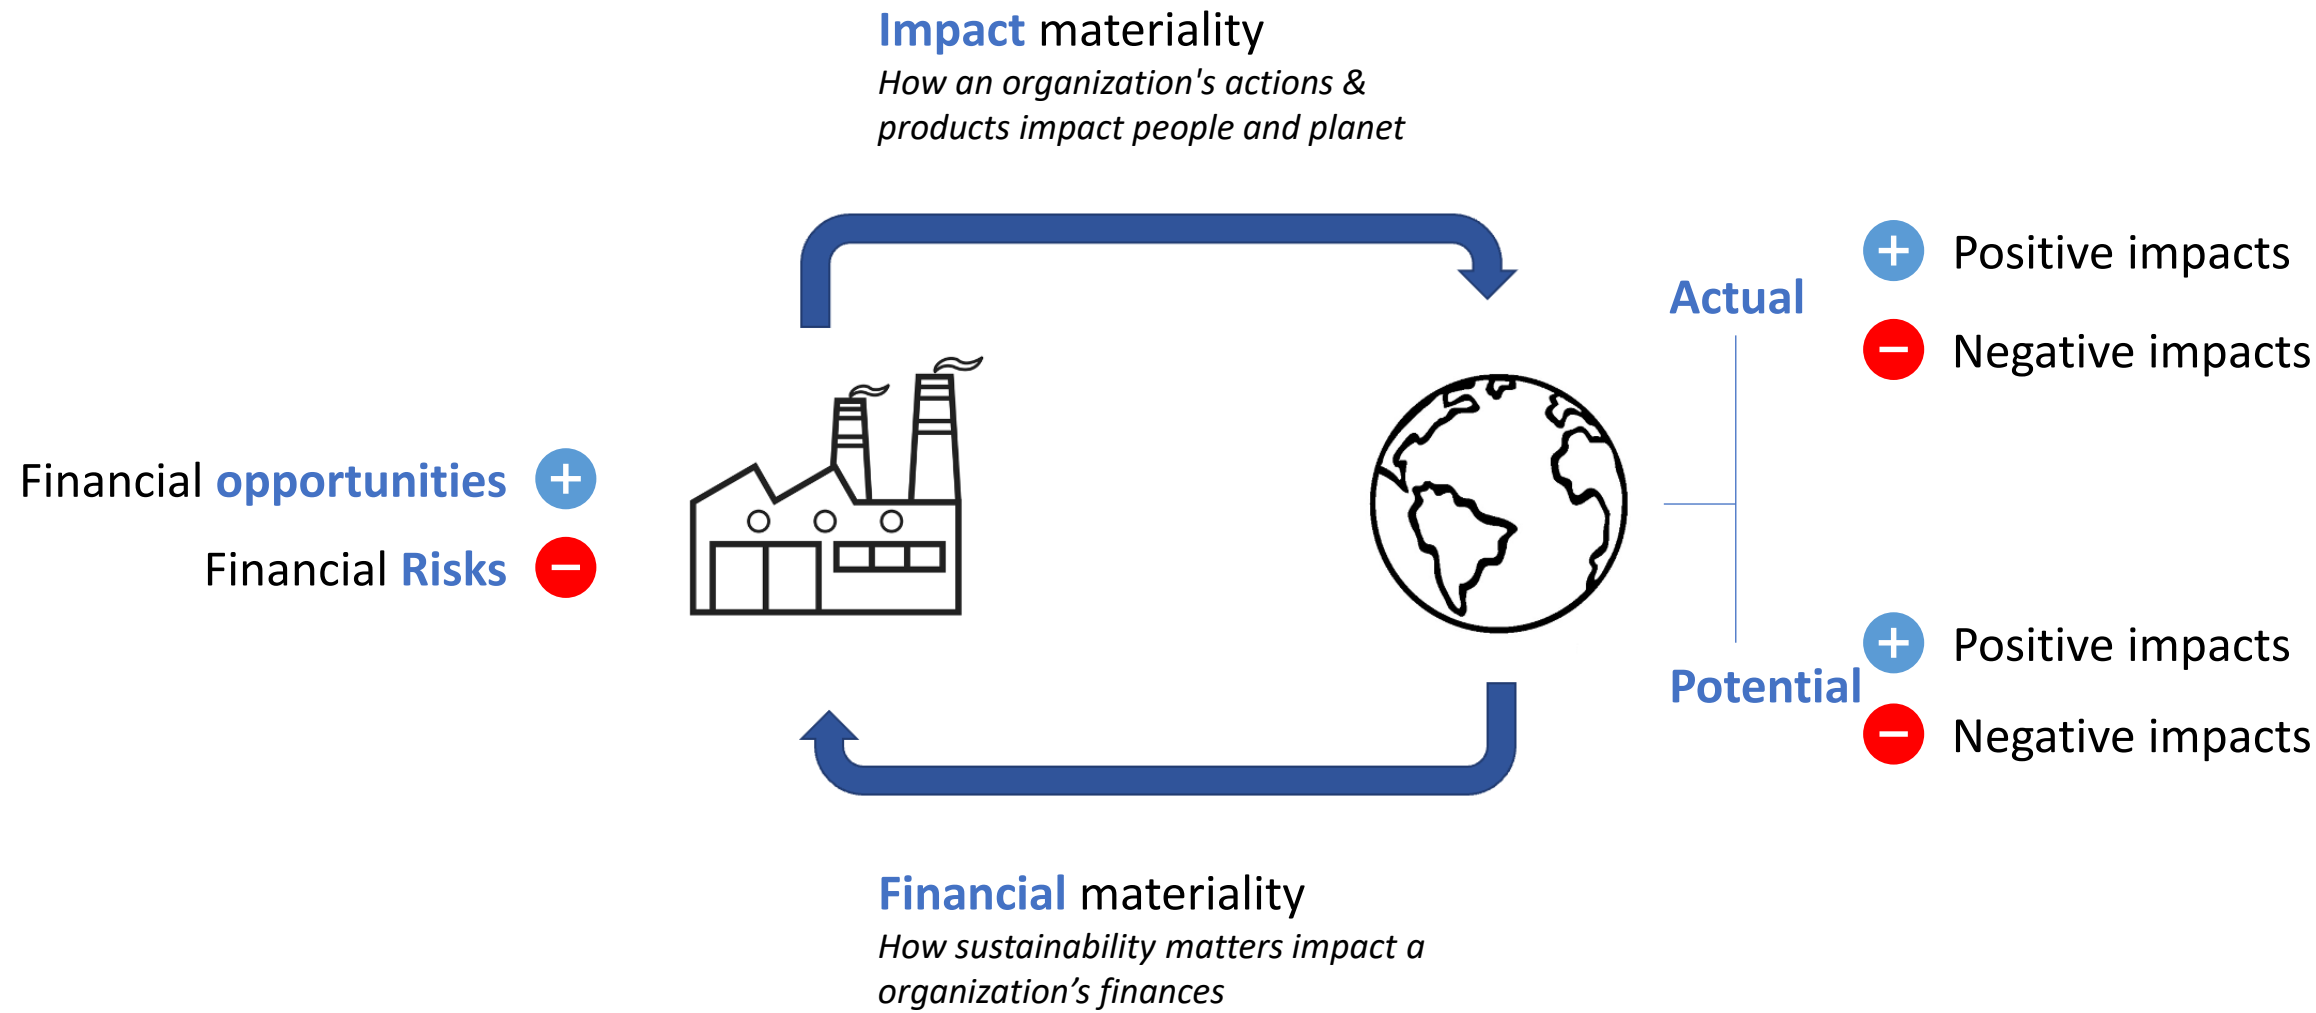 Impact materiality
How an organization's actions &
products impact people and planet
Actual
Positive impacts
Negative impacts
Financial opportunities
Financial Risks
Potential
Positive impacts
Negative impacts
Financial materiality
How sustainability matters impact a
organization’s finances